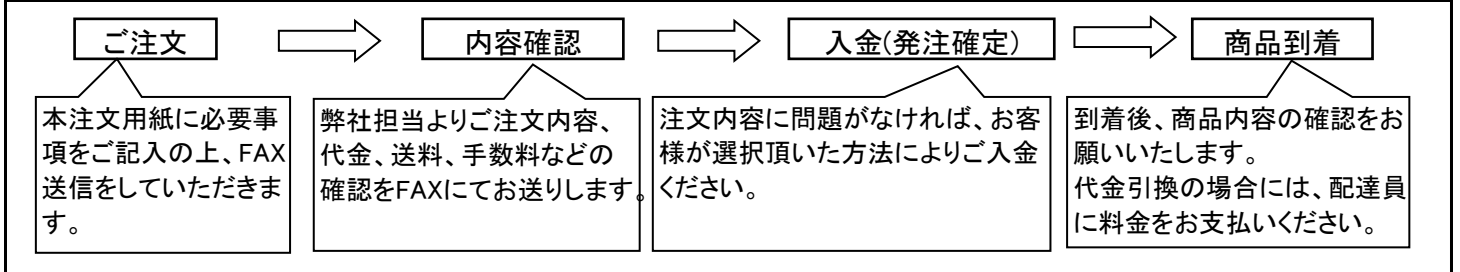 ご注文
内容確認
入金(発注確定)
商品到着
本注文用紙に必要事
項をご記入の上、FAX
送信をしていただきま
す。
弊社担当よりご注文内容、
代金、送料、手数料などの
確認をFAXにてお送りします。
注文内容に問題がなければ、お客
様が選択頂いた方法によりご入金
ください。
到着後、商品内容の確認をお
願いいたします。
代金引換の場合には、配達員
に料金をお支払いください。